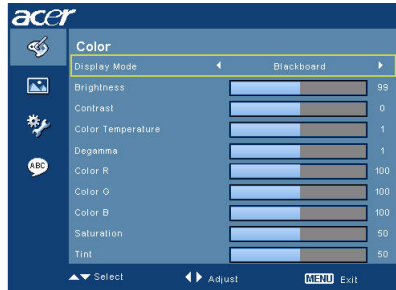 acer
Color
Display Mode Blackboard
Brightness 99
Contrast 0
Color Temperature 1
Degamma 1
ABC
Color R 100
Color G 100
Color B 100
Saturation 50
Tint 50
Select Adjust MENU Exit